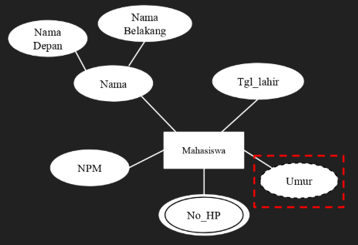 Nama
Depan
Nama
Belakang
Nama
Tgl_lahir
Mahasiswa
NPM
Umur
No_HP